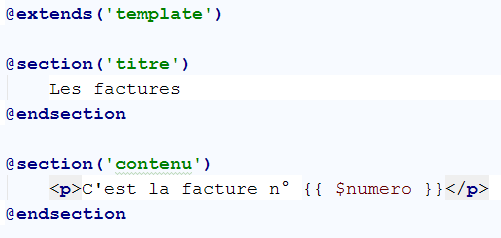 @extends('template')
@section('titre')
Les factures
@endsection
@section('contenu')
<p>C'est la facture n° {{ $numero }}</p>
@endsection